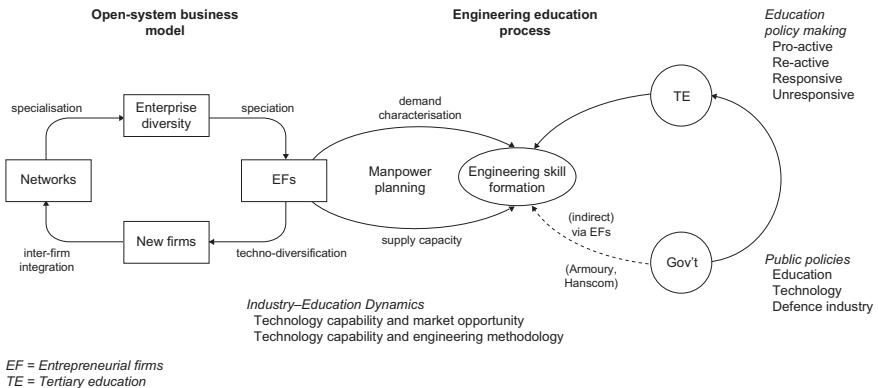 Open-system business
model
Engineering education
process
Education
policy making
Pro-active
Re-active
Responsive
Unresponsive
specialisation
Enterprise
diversity
speciation
demand
characterisation
TE
Networks
EFs
Manpower
planning
Engineering skill
formation
New firms
inter-firm
integration
techno-diversification
supply capacity
(indirect)
via EFs
(Armoury,
Hanscom)
Gov't
Public policies
Education
Technology
Defence industry
Industry–Education Dynamics
Technology capability and market opportunity
Technology capability and engineering methodology
EF = Entrepreneurial firms
TE = Tertiary education